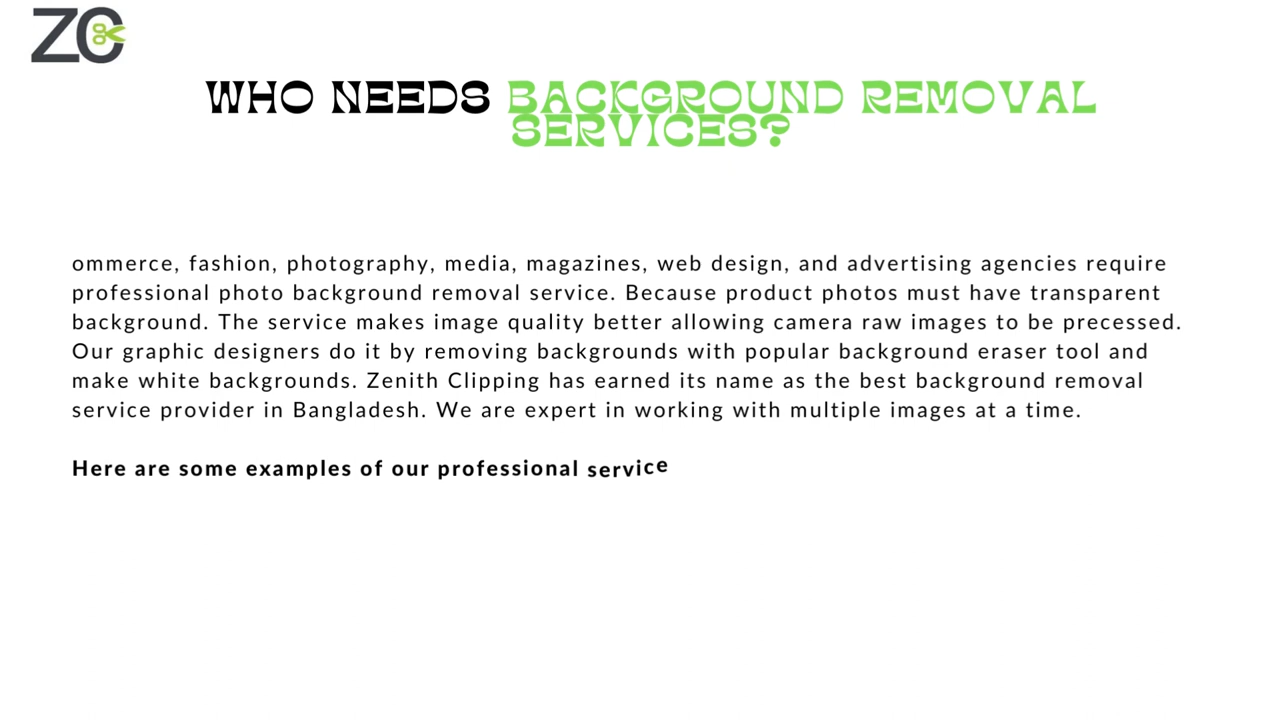 ZC
WHO NEEDS BACKGROUND REMOVAL
SERVICES?
ommerce, fashion, photography, media, magazines, web design, and advertising agencies require
professional photo background removal service. Because product photos must have transparent
background. The service makes image quality better allowing camera raw images to be precessed.
Our graphic designers do it by removing backgrounds with popular background eraser tool and
make white backgrounds. Zenith Clipping has earned its name as the best background removal
service provider in Bangladesh. We are expert in working with multiple images at a time.
Here are some examples of our professional service